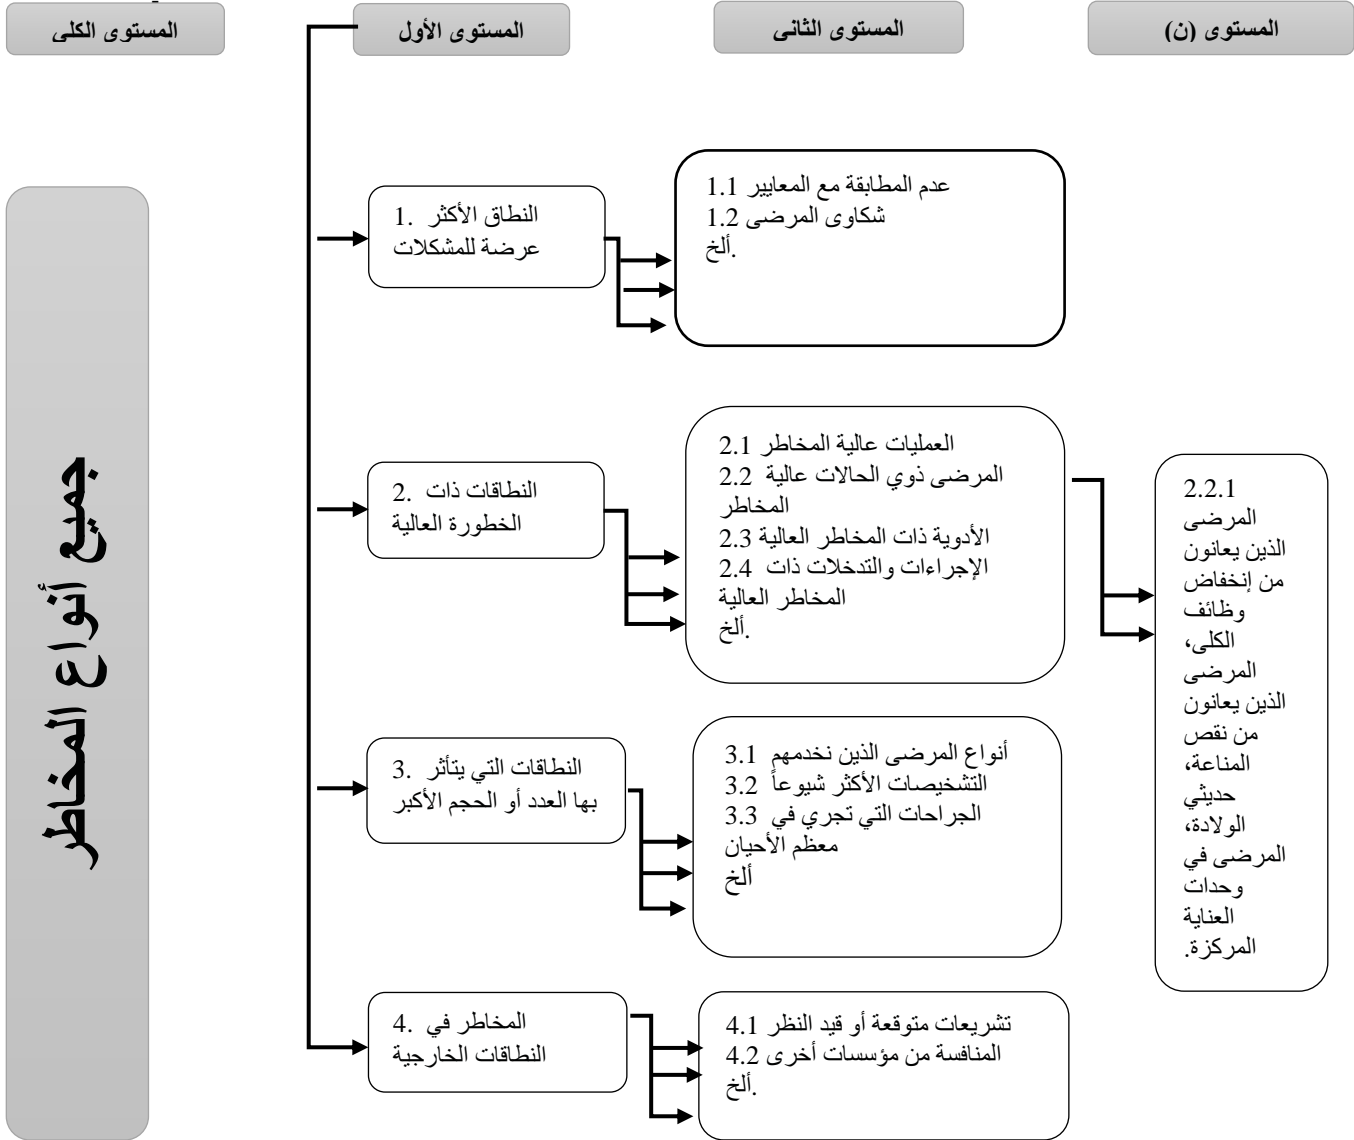 المستوى الكلى
المستوى الأول
المستوى الثانى
المستوى (ن)
جميع أنواع المخاطر
1. النطاق الأكثر
عرضة للمشكلات
1.1 عدم المطابقة مع المعايير
1.2 شكاوى المرضى
ألخ.
2. النطاقات ذات
الخطورة العالية
2.1 العمليات عالية المخاطر
2.2 المرضى ذوي الحالات عالية
المخاطر
2.3 الأدوية ذات المخاطر العالية
2.4 الإجراءات والتدخلات ذات
المخاطر العالية
ألخ.
2.2.1
المرضى
الذين يعانون
من إنخفاض
وظائف
الكلى،
المرضى
الذين يعانون
من نقص
المناعة،
حديثي
الولادة،
المرضى في
وحدات
العناية
المركزة.
3. النطاقات التي يتأثر
بها العدد أو الحجم الأكبر
3.1 أنواع المرضى الذين نخدمهم
3.2 التشخيصات الأكثر شيوعاً
3.3 الجراحات التي تجري في
معظم الأحيان
ألخ
4. المخاطر في
النطاقات الخارجية
4.1 تشريعات متوقعة أو قيد النظر
4.2 المنافسة من مؤسسات أخرى
ألخ.